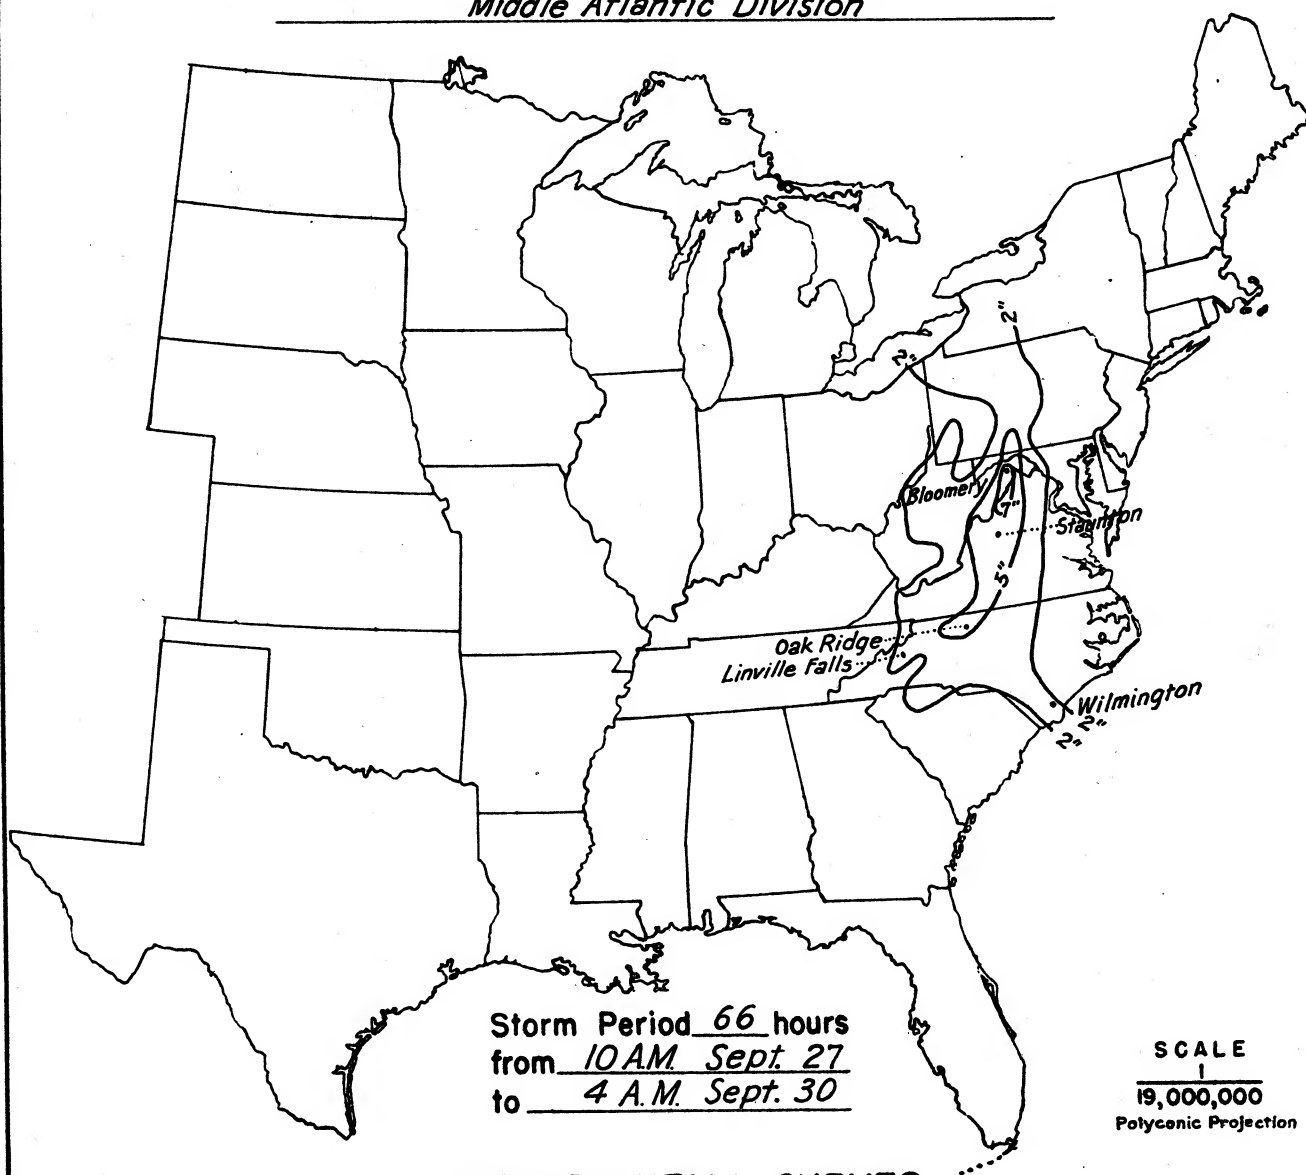 Middle Atlantic Division
2"
2"
Bloomery
7"
Staunton
5"
Oak Ridge
Linville Falls
Wilmington
2"
2"
Storm Period 66 hours
from 10 A.M. Sept. 27
to 4 A.M. Sept. 30
SCALE
1
19,000,000
Polyconic Projection